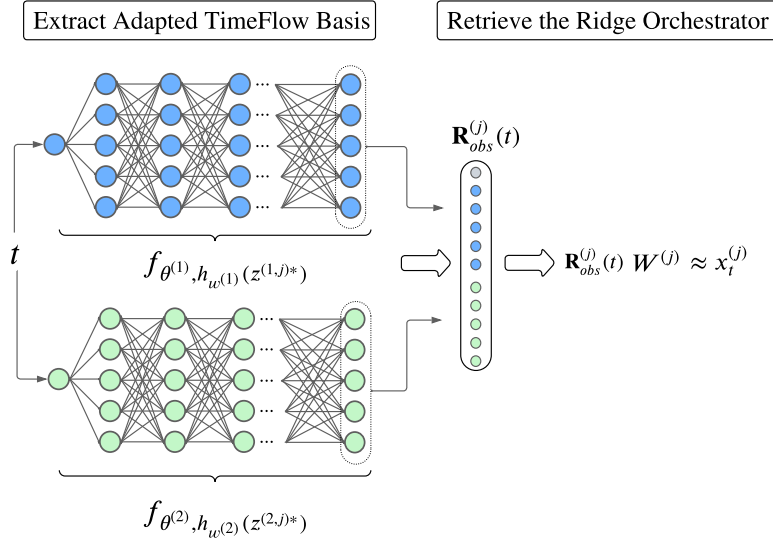 Extract Adapted TimeFlow Basis
Retrieve the Ridge Orchestrator
...
R_{obs}^{(j)}(t)
t
f_{θ^{(1)}, h_{w^{(1)}}(z^{(1,j)*})}
R_{obs}^{(j)}(t) W^{(j)} ≈ x_t^{(j)}
...
...
f_{θ^{(2)}, h_{w^{(2)}}(z^{(2,j)*})}